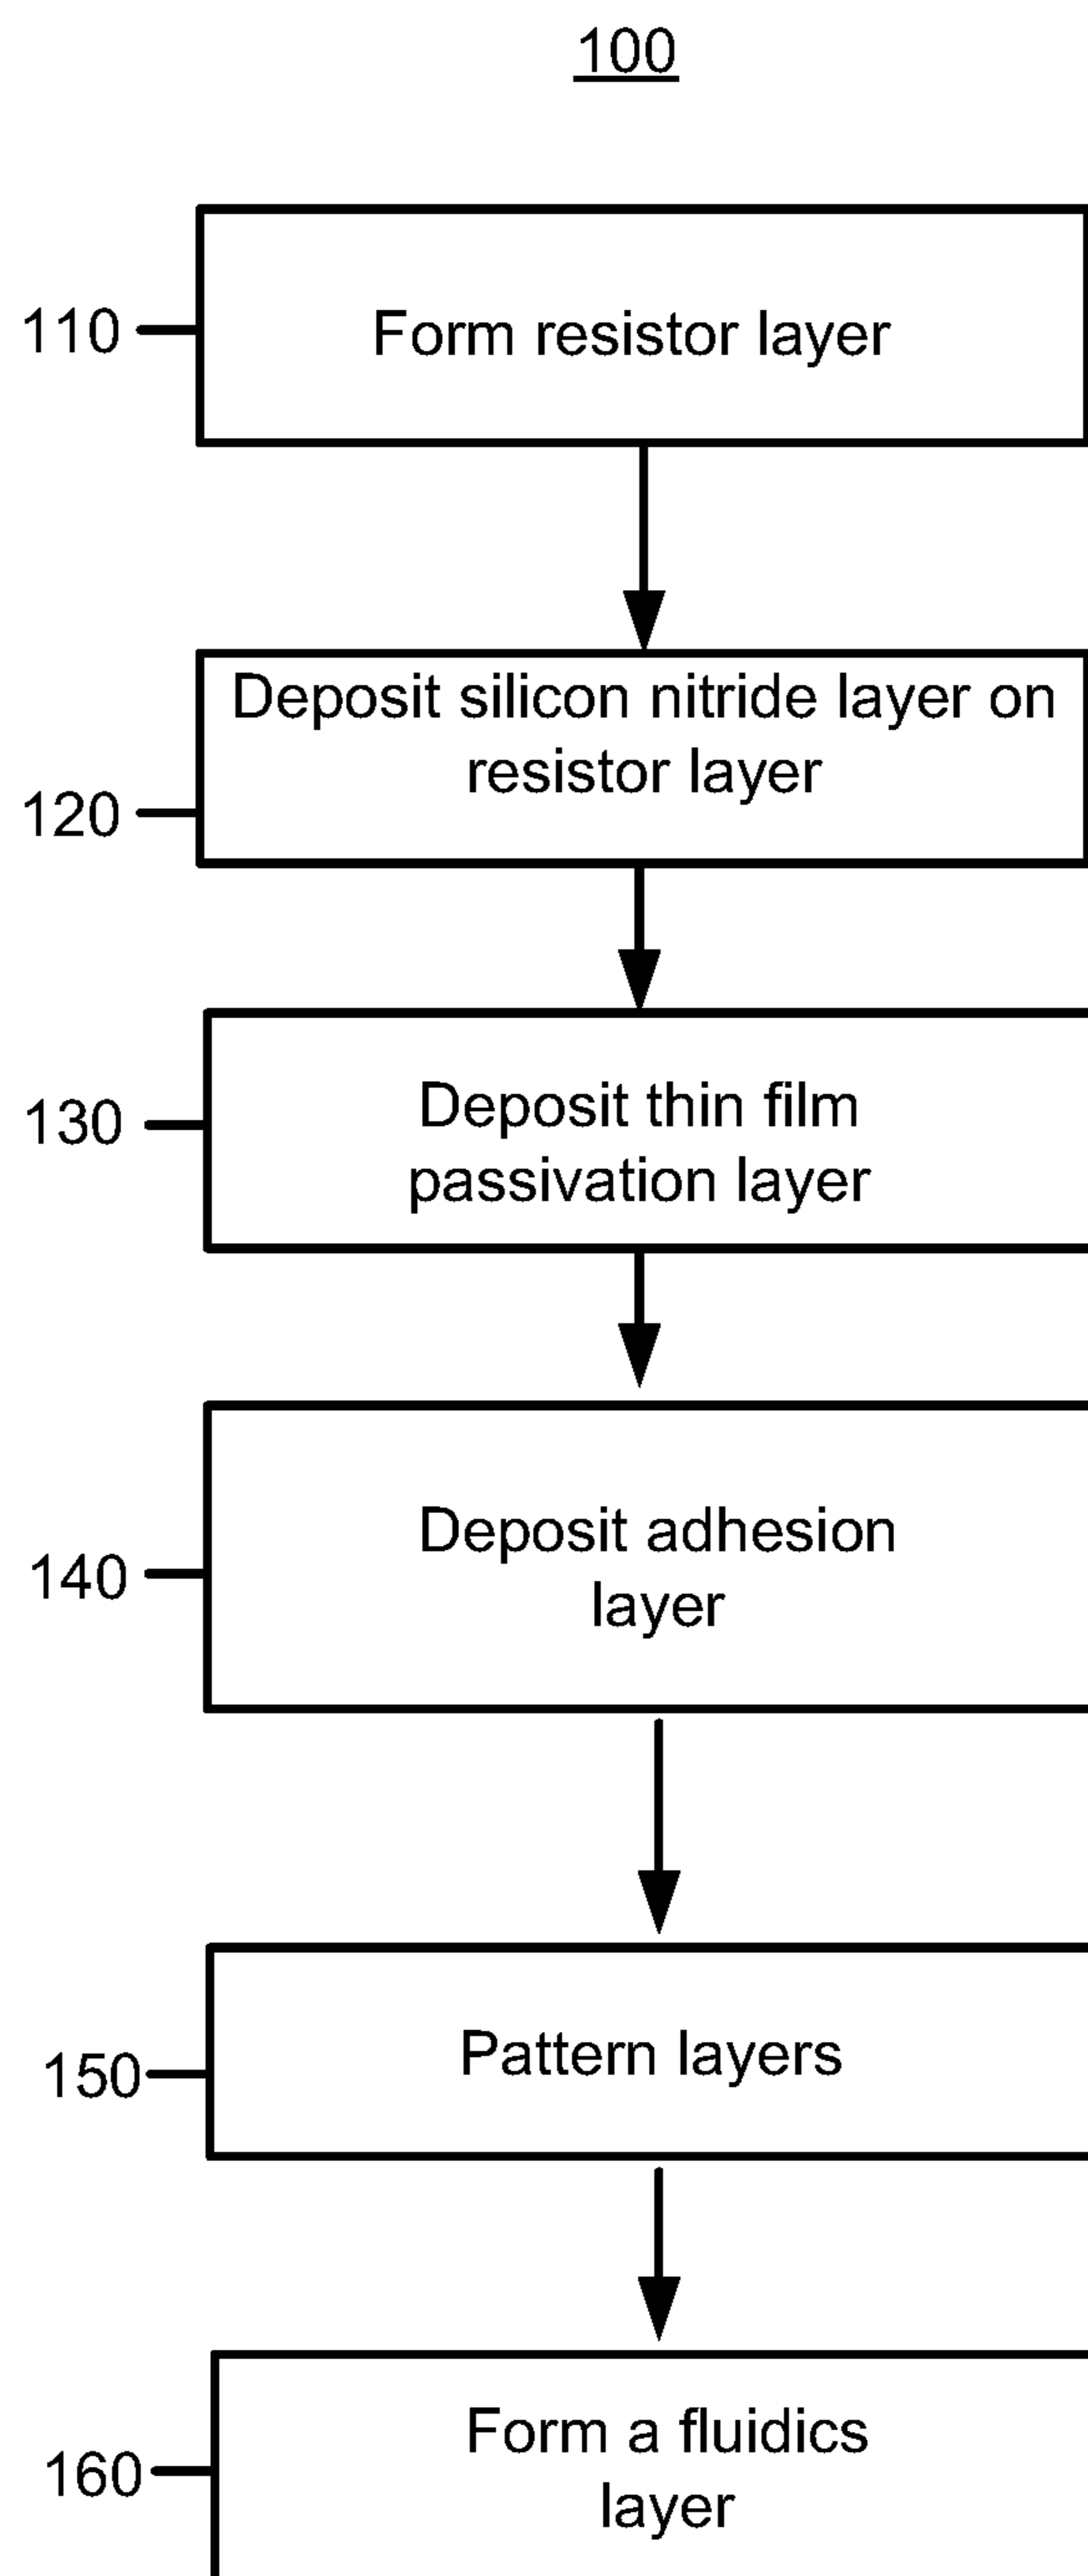 100
110
Form resistor layer
Deposit silicon nitride layer on
resistor layer
120
130
Deposit thin film
passivation layer
140
Deposit adhesion
layer
150
Pattern layers
160
Form a fluidics
layer